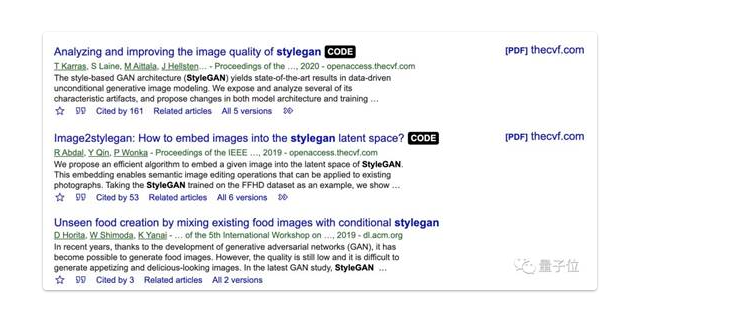 Analyzing and improving the image quality of stylegan CODE
[PDF] thecvf.com
T Karras, S Laine, M Aittala, J Hellsten… - Proceedings of the …, 2020 - openaccess.thecvf.com
The style-based GAN architecture (StyleGAN) yields state-of-the-art results in data-driven
unconditional generative image modeling. We expose and analyze several of its
characteristic artifacts, and propose changes in both model architecture and training …
Cited by 161 Related articles All 5 versions
Image2stylegan: How to embed images into the stylegan latent space? CODE
[PDF] thecvf.com
R Abdal, Y Qin, P Wonka - Proceedings of the IEEE …, 2019 - openaccess.thecvf.com
We propose an efficient algorithm to embed a given image into the latent space of StyleGAN.
This embedding enables semantic image editing operations that can be applied to existing
photographs. Taking the StyleGAN trained on the FFHD dataset as an example, we show …
Cited by 53 Related articles All 6 versions
Unseen food creation by mixing existing food images with conditional stylegan
D Horita, W Shimoda, K Yanai - … of the 5th International Workshop on …, 2019 - dl.acm.org
In recent years, thanks to the development of generative adversarial networks (GAN), it has
become possible to generate food images. However, the quality is still low and it is difficult to
generate appetizing and delicious-looking images. In the latest GAN study, StyleGAN …
Cited by 3 Related articles All 2 versions
量子位